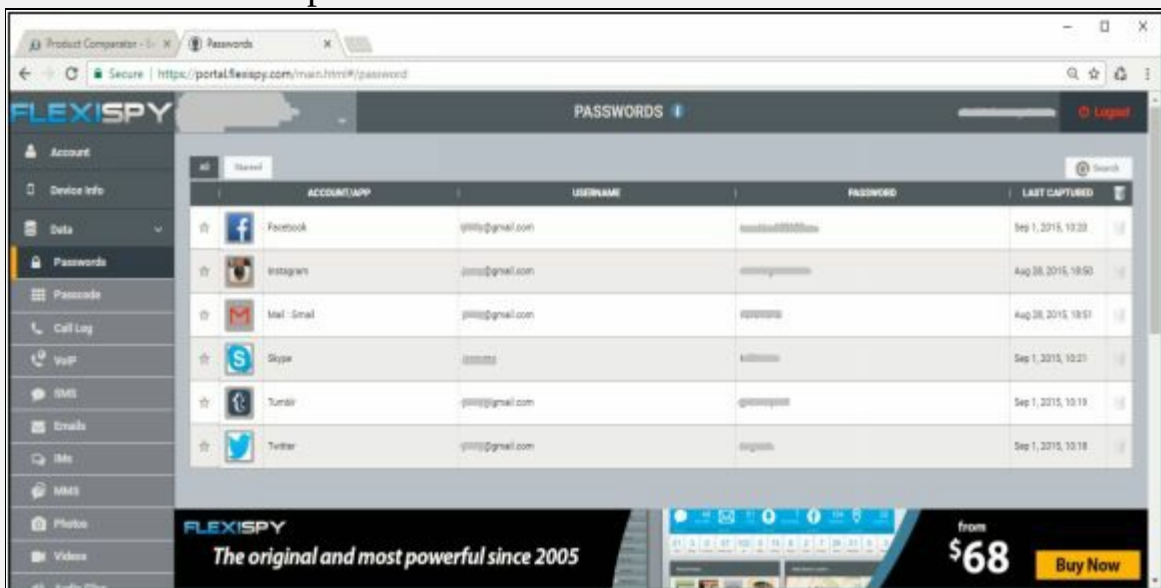 Product Comparator - S
Passwords
Secure | https://portal.flexispy.com/main.html#/password
FLEXISPY
PASSWORDS
Logout
Account
Device Info
Data
Passwords
Passcode
Call Log
VoIP
SMS
Emails
IMs
MMS
Photos
Videos
All
Starred
Search
ACCOUNT/APP USERNAME PASSWORD LAST CAPTURED
Facebook @gmail.com Sep 1, 2015, 10:20
Instagram @gmail.com Aug 28, 2015, 18:50
Mail : Gmail @gmail.com Aug 28, 2015, 18:51
Skype Sep 1, 2015, 10:21
Tumblr @gmail.com Sep 1, 2015, 10:19
Twitter @gmail.com Sep 1, 2015, 10:18
FLEXISPY
The original and most powerful since 2005
from
$68
Buy Now